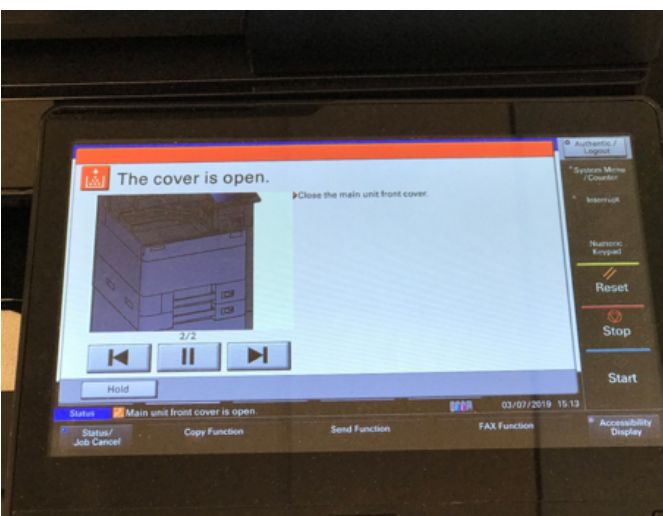 Authentic /
Logout
System Menu
/Counter
Interrupt
The cover is open.
Close the main unit front cover.
Numeric
Keypad
Reset
2/2
Stop
Hold
Start
Status
Main unit front cover is open.
03/07/2019 15:13
Status/
Job Cancel
Copy Function
Send Function
FAX Function
Accessibility
Display